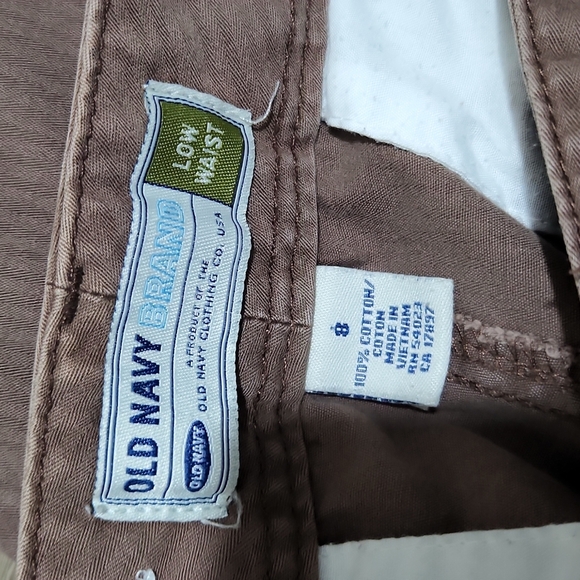 OLD NAVY BRAND
A PRODUCT OF THE
OLD NAVY CLOTHING CO. USA
OLD NAVY
LOW
WAIST
8
100% COTTON/
COTON
MADE IN
VIETNAM
RN 54023
CA 17897